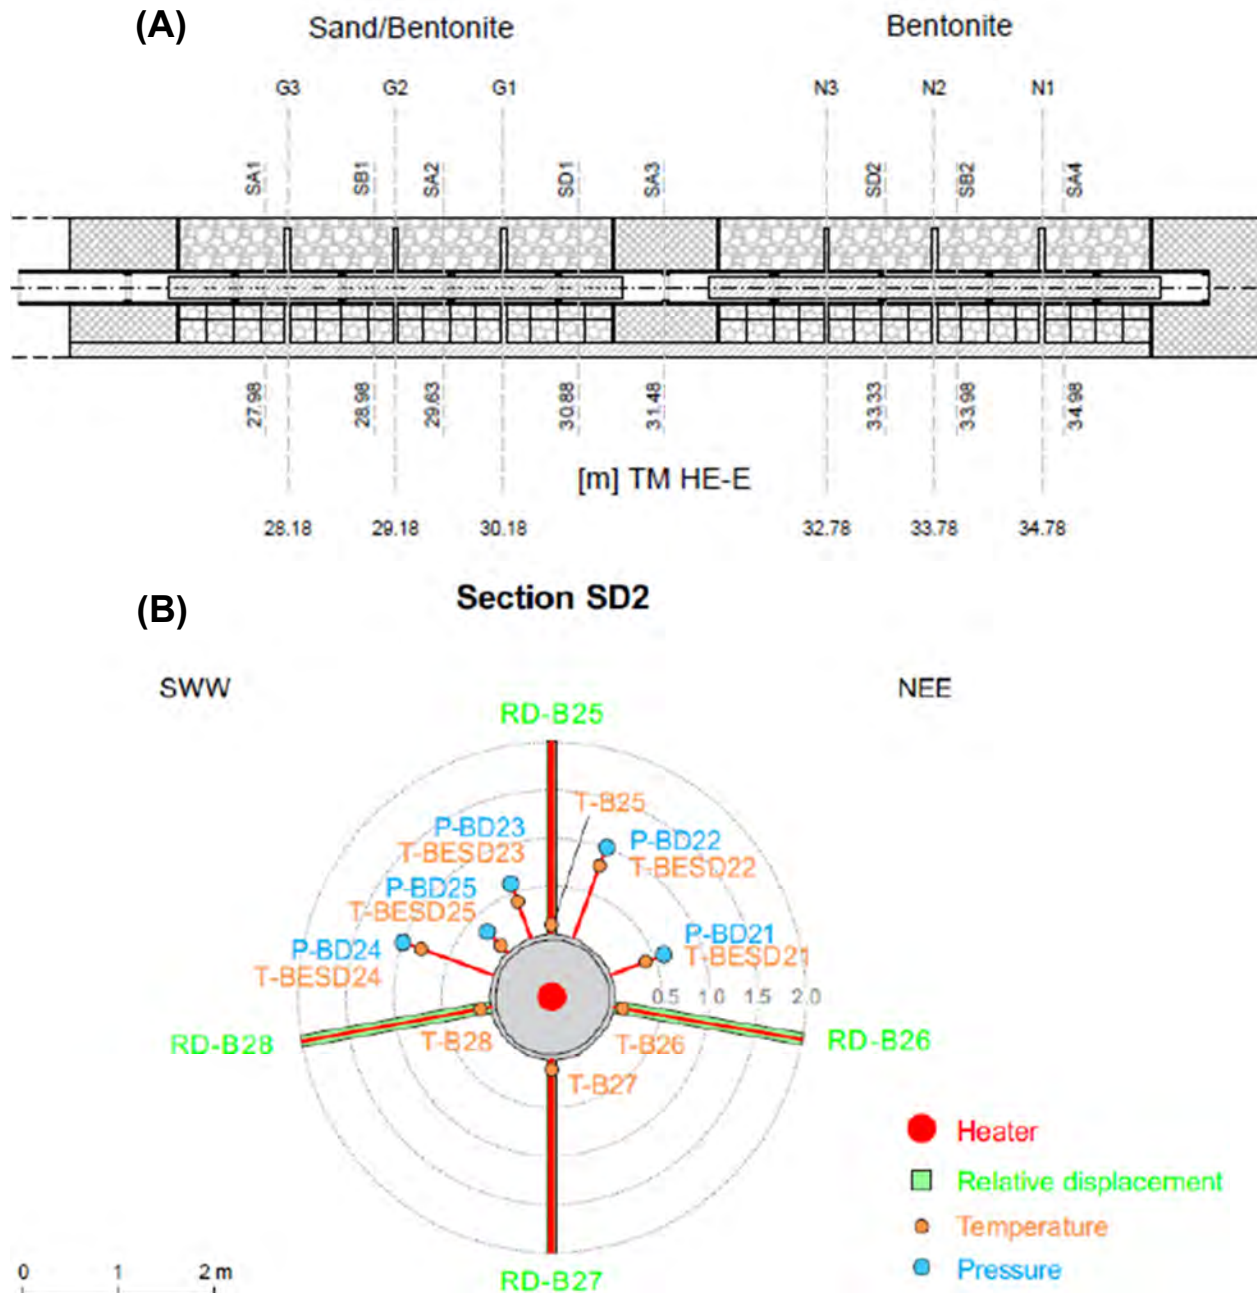 (A)
Sand/Bentonite
Bentonite
G3
G2
G1
N3
N2
N1
SA1
SB1
SA2
SD1
SA3
SD2
SB2
SA4
27.98
28.98
29.63
30.88
31.48
33.33
33.98
34.98
[m] TM HE-E
28.18
29.18
30.18
32.78
33.78
34.78
(B)
Section SD2
SWW
NEE
RD-B25
T-B25
P-BD23
T-BESD23
P-BD22
T-BESD22
P-BD25
T-BESD25
P-BD21
T-BESD21
P-BD24
T-BESD24
0.5 1.0 1.5 2.0
RD-B28
T-B28
T-B26
RD-B26
T-B27
RD-B27
Heater
Relative displacement
Temperature
Pressure
0 1 2 m